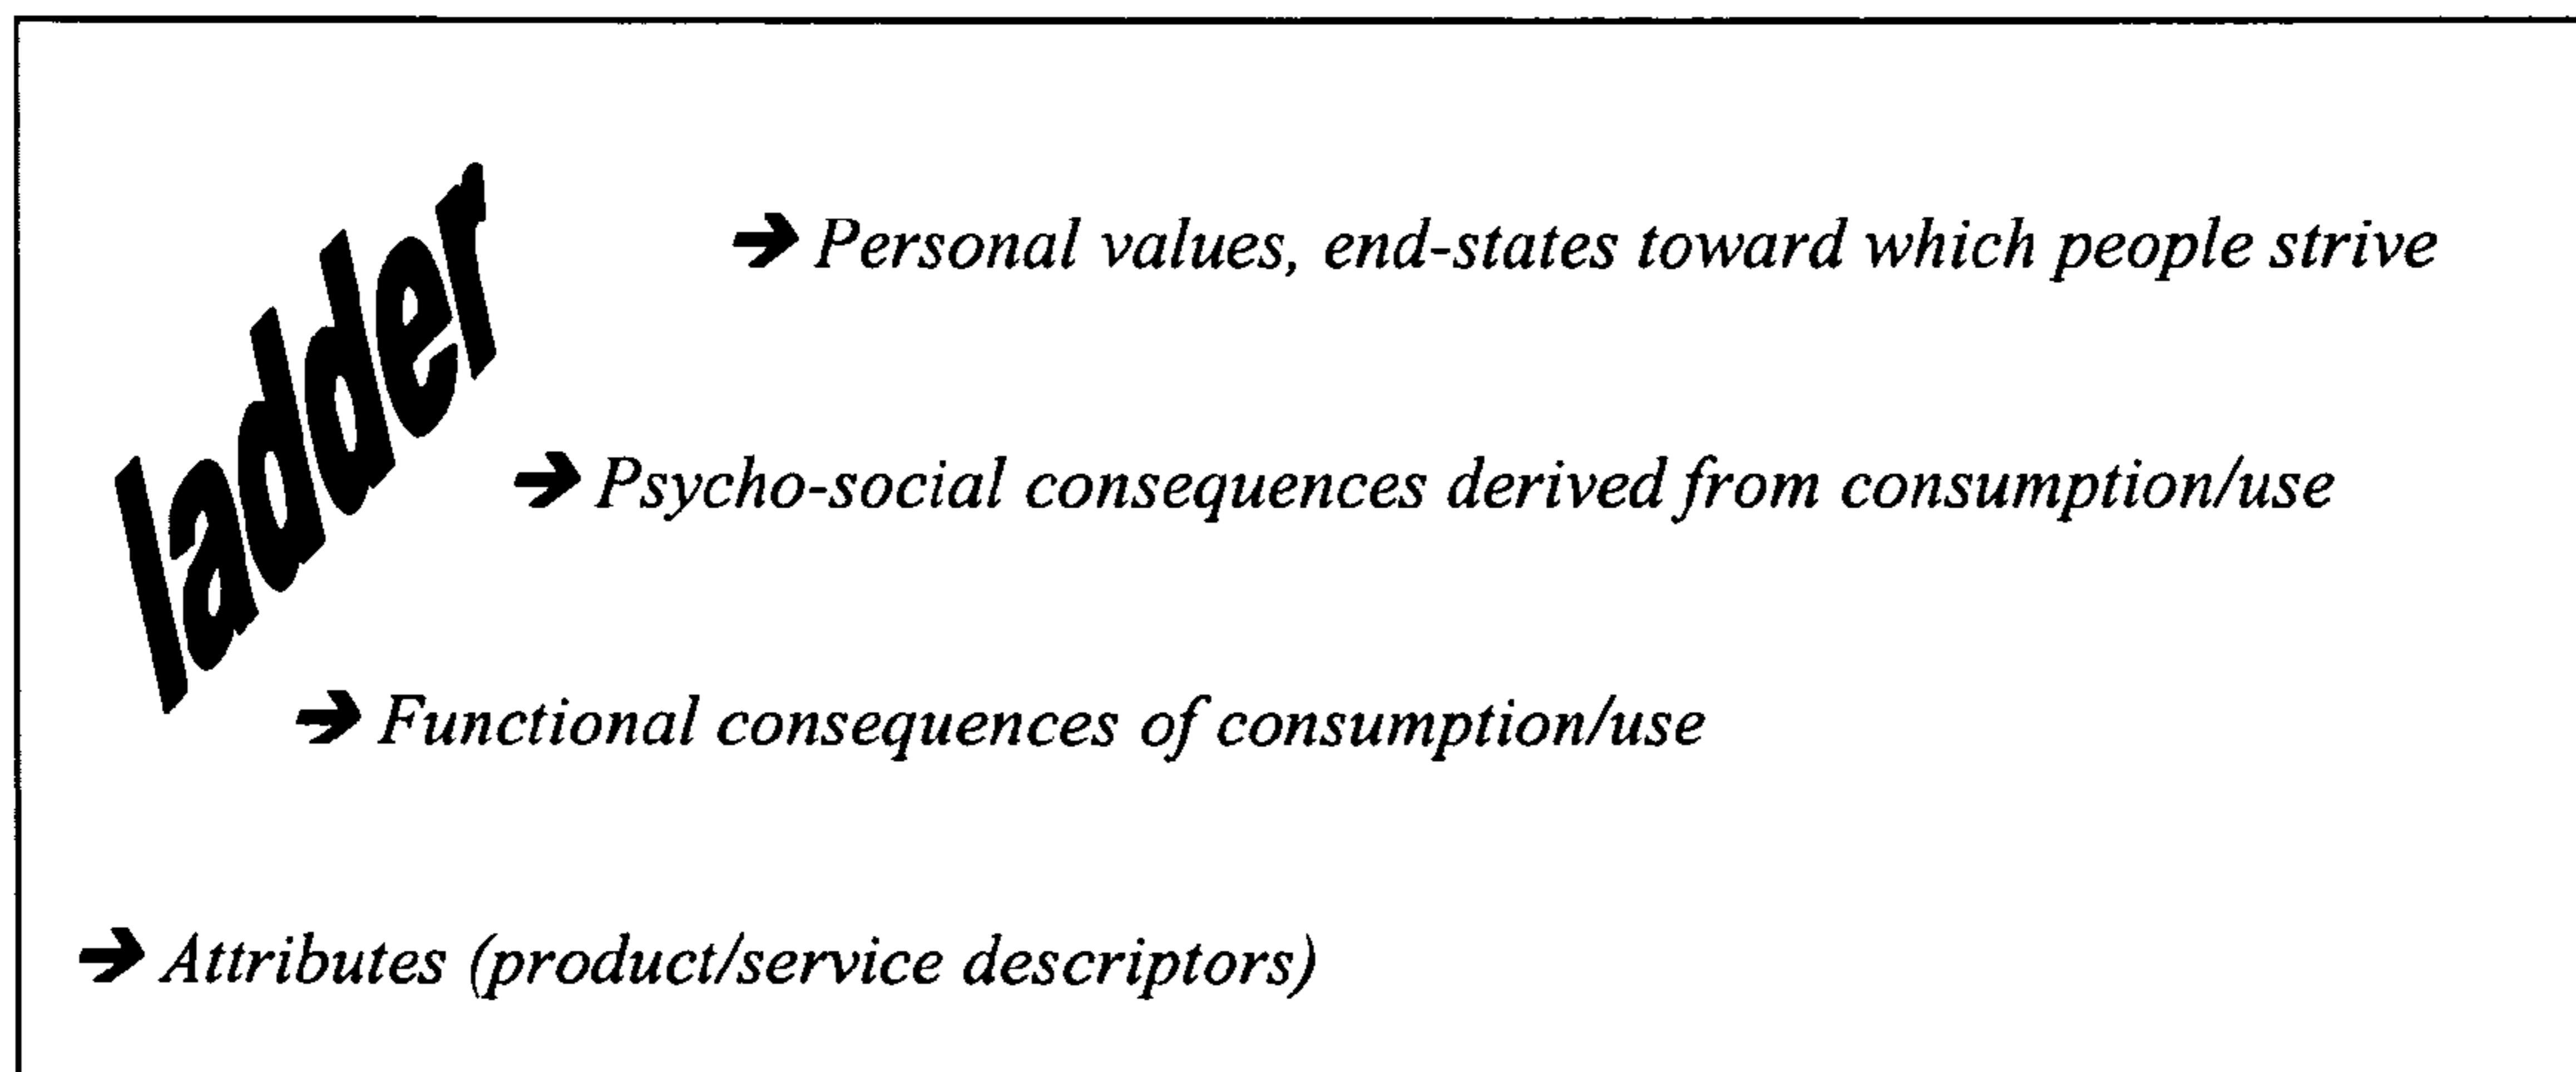 ladder
➔ Personal values, end-states toward which people strive
➔ Psycho-social consequences derived from consumption/use
➔ Functional consequences of consumption/use
➔ Attributes (product/service descriptors)